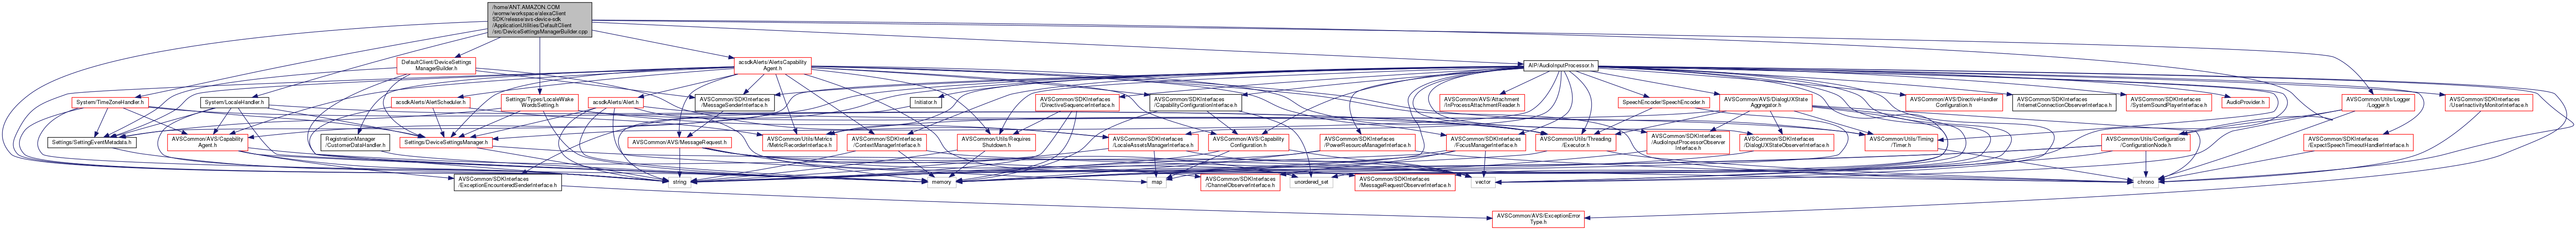 /home/ANT.AMAZON.COM
/womw/workspace/alexaClient
SDK/release/avs-device-sdk
/ApplicationUtilities/DefaultClient
/src/DeviceSettingsManagerBuilder.cpp
DefaultClient/DeviceSettings
ManagerBuilder.h
acsdkAlerts/AlertsCapability
Agent.h
AIP/AudioInputProcessor.h
System/TimeZoneHandler.h
System/LocaleHandler.h
acsdkAlerts/AlertScheduler.h
Settings/Types/LocaleWake
WordsSetting.h
acsdkAlerts/Alert.h
AVSCommon/SDKInterfaces
/MessageSenderInterface.h
Initiator.h
AVSCommon/SDKInterfaces
/DirectiveSequencerInterface.h
AVSCommon/SDKInterfaces
/CapabilityConfigurationInterface.h
AVSCommon/AVS/Attachment
/InProcessAttachmentReader.h
SpeechEncoder/SpeechEncoder.h
AVSCommon/AVS/DialogUXState
Aggregator.h
AVSCommon/AVS/DirectiveHandler
Configuration.h
AVSCommon/SDKInterfaces
/InternetConnectionObserverInterface.h
AVSCommon/SDKInterfaces
/SystemSoundPlayerInterface.h
AudioProvider.h
AVSCommon/Utils/Logger
/Logger.h
AVSCommon/SDKInterfaces
/UserInactivityMonitorInterface.h
Settings/SettingEventMetadata.h
AVSCommon/AVS/Capability
Agent.h
RegistrationManager
/CustomerDataHandler.h
Settings/DeviceSettingsManager.h
AVSCommon/AVS/MessageRequest.h
AVSCommon/Utils/Metrics
/MetricRecorderInterface.h
AVSCommon/SDKInterfaces
/ContextManagerInterface.h
AVSCommon/Utils/Requires
Shutdown.h
AVSCommon/SDKInterfaces
/LocaleAssetsManagerInterface.h
AVSCommon/AVS/Capability
Configuration.h
AVSCommon/SDKInterfaces
/PowerResourceManagerInterface.h
AVSCommon/SDKInterfaces
/FocusManagerInterface.h
AVSCommon/Utils/Threading
/Executor.h
AVSCommon/SDKInterfaces
/AudioInputProcessorObserver
Interface.h
AVSCommon/SDKInterfaces
/DialogUXStateObserverInterface.h
AVSCommon/Utils/Timing
/Timer.h
AVSCommon/Utils/Configuration
/ConfigurationNode.h
AVSCommon/SDKInterfaces
/ExpectSpeechTimeoutHandlerInterface.h
AVSCommon/SDKInterfaces
/ExceptionEncounteredSenderInterface.h
string
memory
map
AVSCommon/SDKInterfaces
/ChannelObserverInterface.h
unordered_set
AVSCommon/SDKInterfaces
/MessageRequestObserverInterface.h
vector
chrono
AVSCommon/AVS/ExceptionError
Type.h